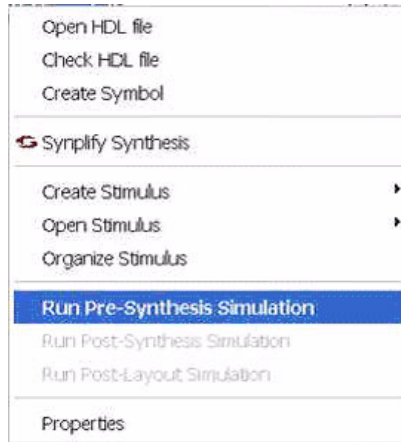 Open HDL file
Check HDL file
Create Symbol
Synplify Synthesis
Create Stimulus
Open Stimulus
Organize Stimulus
Run Pre-Synthesis Simulation
Run Post-Synthesis Simulation
Run Post-Layout Simulation
Properties